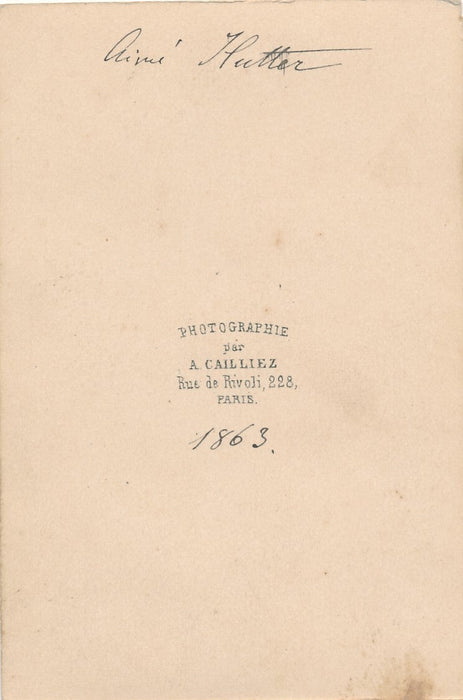 Aimé Hutter
PHOTOGRAPHIE
par
A. CAILLIEZ
Rue de Rivoli, 228,
PARIS.
1863.